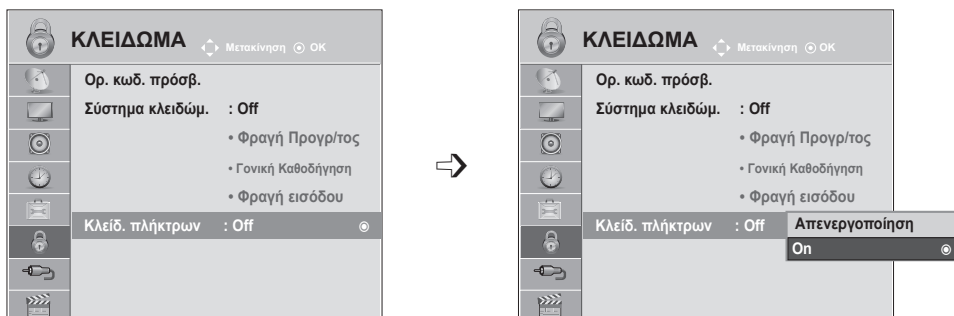 ΚΛΕΙΔΩΜΑ Μετακίνηση OK
Ορ. κωδ. πρόσβ.
Σύστημα κλειδώμ. : Off
• Φραγή Προγρ/τος
• Γονική Καθοδήγηση
• Φραγή εισόδου
Κλείδ. πλήκτρων : Off
ΚΛΕΙΔΩΜΑ Μετακίνηση OK
Ορ. κωδ. πρόσβ.
Σύστημα κλειδώμ. : Off
• Φραγή Προγρ/τος
• Γονική Καθοδήγηση
• Φραγή εισόδου
Κλείδ. πλήκτρων : Off
Απενεργοποίηση
On